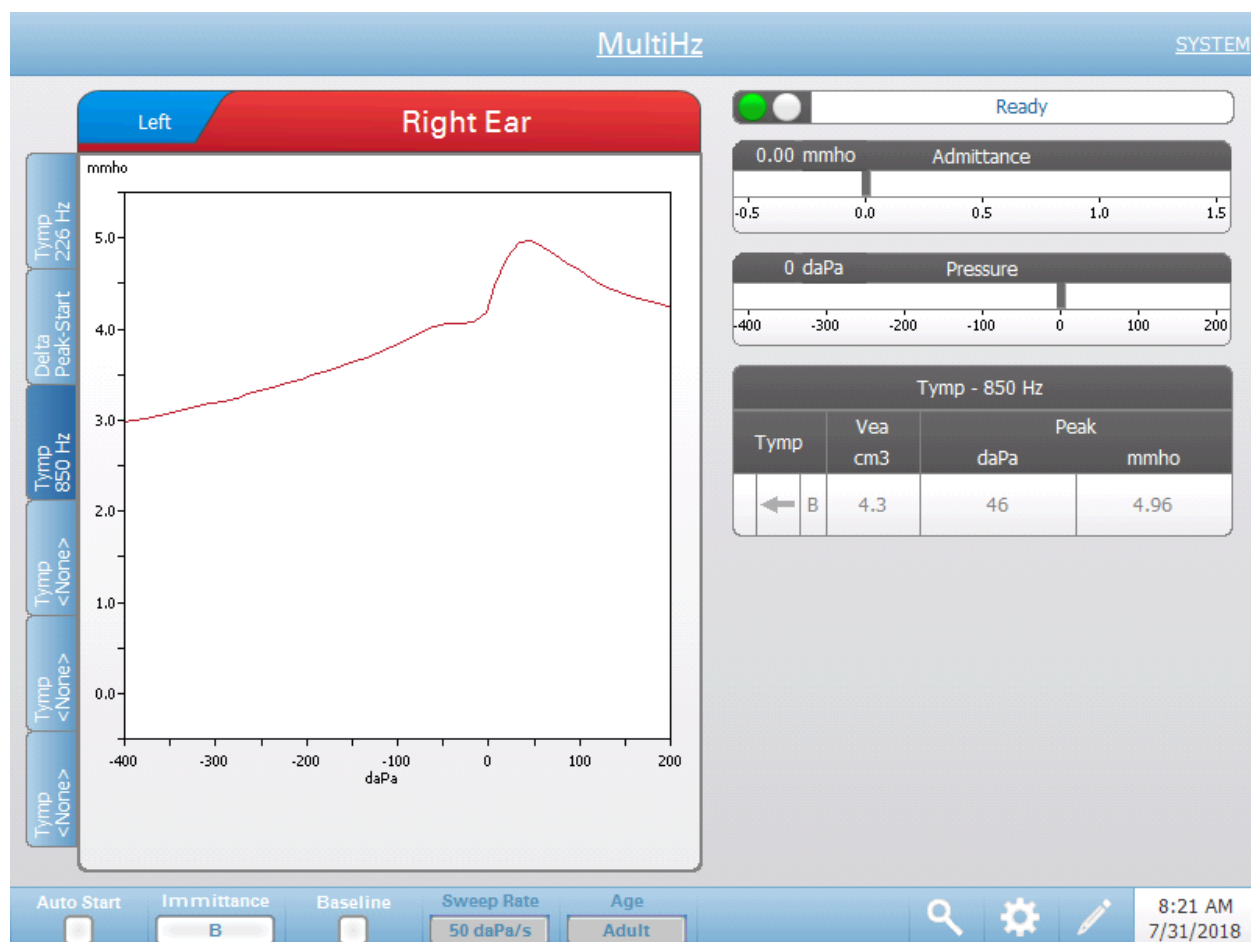 MultiHz
SYSTEM
Left
Right Ear
Tymp
226 Hz
Delta
Peak-Start
Tymp
850 Hz
Tymp
<None>
Tymp
<None>
Tymp
<None>
mmho
5.0
4.0
3.0
2.0
1.0
0.0
-400 -300 -200 -100 0 100 200
daPa
Ready
0.00 mmho Admittance
-0.5 0.0 0.5 1.0 1.5
0 daPa Pressure
-400 -300 -200 -100 0 100 200
Tymp - 850 Hz
Tymp Vea Peak
cm3 daPa mmho
B 4.3 46 4.96
Auto Start Immittance Baseline Sweep Rate Age
B 50 daPa/s Adult
8:21 AM
7/31/2018